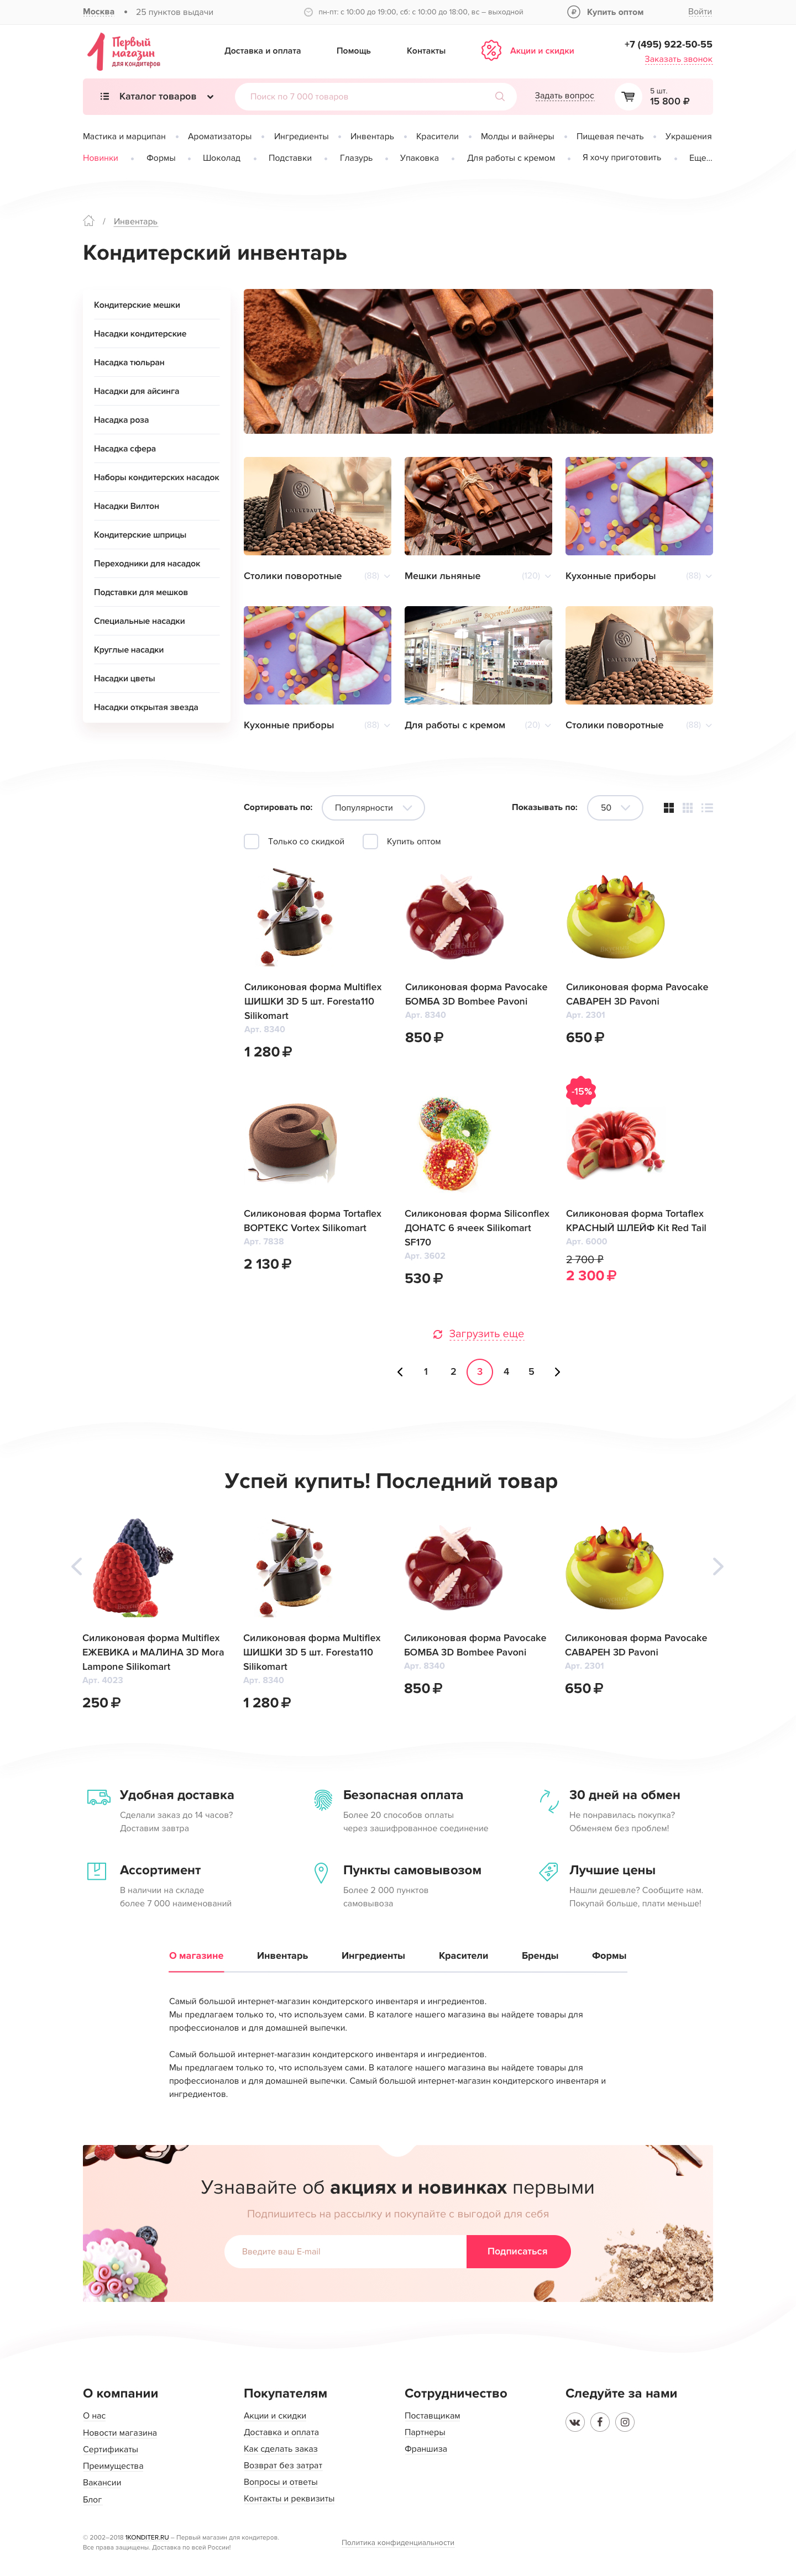 Москва • 25 пунктов выдачи
пн-пт: с 10:00 до 19:00, сб: с 10:00 до 18:00, вс – выходной
Купить оптом
Войти
1 Первый магазин для кондитеров
Доставка и оплата
Помощь
Контакты
Акции и скидки
+7 (495) 922-50-55
Заказать звонок
Каталог товаров
Поиск по 7 000 товаров
Задать вопрос
5 шт.
15 800 ₽
Мастика и марципан • Ароматизаторы • Ингредиенты • Инвентарь • Красители • Молды и вайнеры • Пищевая печать • Украшения
Новинки • Формы • Шоколад • Подставки • Глазурь • Упаковка • Для работы с кремом • Я хочу приготовить • Еще...
/ Инвентарь
Кондитерский инвентарь
Кондитерские мешки
Насадки кондитерские
Насадка тюльпан
Насадки для айсинга
Насадка роза
Насадка сфера
Наборы кондитерских насадок
Насадки Вилтон
Кондитерские шприцы
Переходники для насадок
Подставки для мешков
Специальные насадки
Круглые насадки
Насадки цветы
Насадки открытая звезда
Столики поворотные (88)
Мешки льняные (120)
Кухонные приборы (88)
Кухонные приборы (88)
Для работы с кремом (20)
Столики поворотные (88)
Сортировать по: Популярности
Показывать по: 50
Только со скидкой
Купить оптом
Силиконовая форма Multiflex
ШИШКИ 3D 5 шт. Foresta110
Silikomart
Арт. 8340
1 280 ₽
Силиконовая форма Pavocake
БОМБА 3D Bombee Pavoni
Арт. 8340
850 ₽
Силиконовая форма Pavocake
САВАРЕН 3D Pavoni
Арт. 2301
650 ₽
Силиконовая форма Tortaflex
ВОРТЕКС Vortex Silikomart
Арт. 7838
2 130 ₽
Силиконовая форма Siliconflex
ДОНАТС 6 ячеек Silikomart
SF170
Арт. 3602
530 ₽
-15%
Силиконовая форма Tortaflex
КРАСНЫЙ ШЛЕЙФ Kit Red Tail
Арт. 6000
2 700 ₽
2 300 ₽
Загрузить еще
1 2 3 4 5
Успей купить! Последний товар
Силиконовая форма Multiflex
ЕЖЕВИКА и МАЛИНА 3D Mora
Lampone Silikomart
Арт. 4023
250 ₽
Силиконовая форма Multiflex
ШИШКИ 3D 5 шт. Foresta110
Silikomart
Арт. 8340
1 280 ₽
Силиконовая форма Pavocake
БОМБА 3D Bombee Pavoni
Арт. 8340
850 ₽
Силиконовая форма Pavocake
САВАРЕН 3D Pavoni
Арт. 2301
650 ₽
Удобная доставка
Сделали заказ до 14 часов?
Доставим завтра
Безопасная оплата
Более 20 способов оплаты
через зашифрованное соединение
30 дней на обмен
Не понравилась покупка?
Обменяем без проблем!
Ассортимент
В наличии на складе
более 7 000 наименований
Пункты самовывозом
Более 2 000 пунктов
самовывоза
Лучшие цены
Нашли дешевле? Сообщите нам.
Покупай больше, плати меньше!
О магазине
Инвентарь
Ингредиенты
Красители
Бренды
Формы
Самый большой интернет-магазин кондитерского инвентаря и ингредиентов.
Мы предлагаем только то, что используем сами. В каталоге нашего магазина вы найдете товары для
профессионалов и для домашней выпечки.
Самый большой интернет-магазин кондитерского инвентаря и ингредиентов.
Мы предлагаем только то, что используем сами. В каталоге нашего магазина вы найдете товары для
профессионалов и для домашней выпечки. Самый большой интернет-магазин кондитерского инвентаря и
ингредиентов.
Узнавайте об акциях и новинках первыми
Подпишитесь на рассылку и покупайте с выгодой для себя
Введите ваш E-mail
Подписаться
О компании
О нас
Новости магазина
Сертификаты
Преимущества
Вакансии
Блог
Покупателям
Акции и скидки
Доставка и оплата
Как сделать заказ
Возврат без затрат
Вопросы и ответы
Контакты и реквизиты
Сотрудничество
Поставщикам
Партнеры
Франшиза
Следуйте за нами
© 2002–2018 1KONDITER.RU – Первый магазин для кондитеров.
Все права защищены. Доставка по всей России!
Политика конфиденциальности